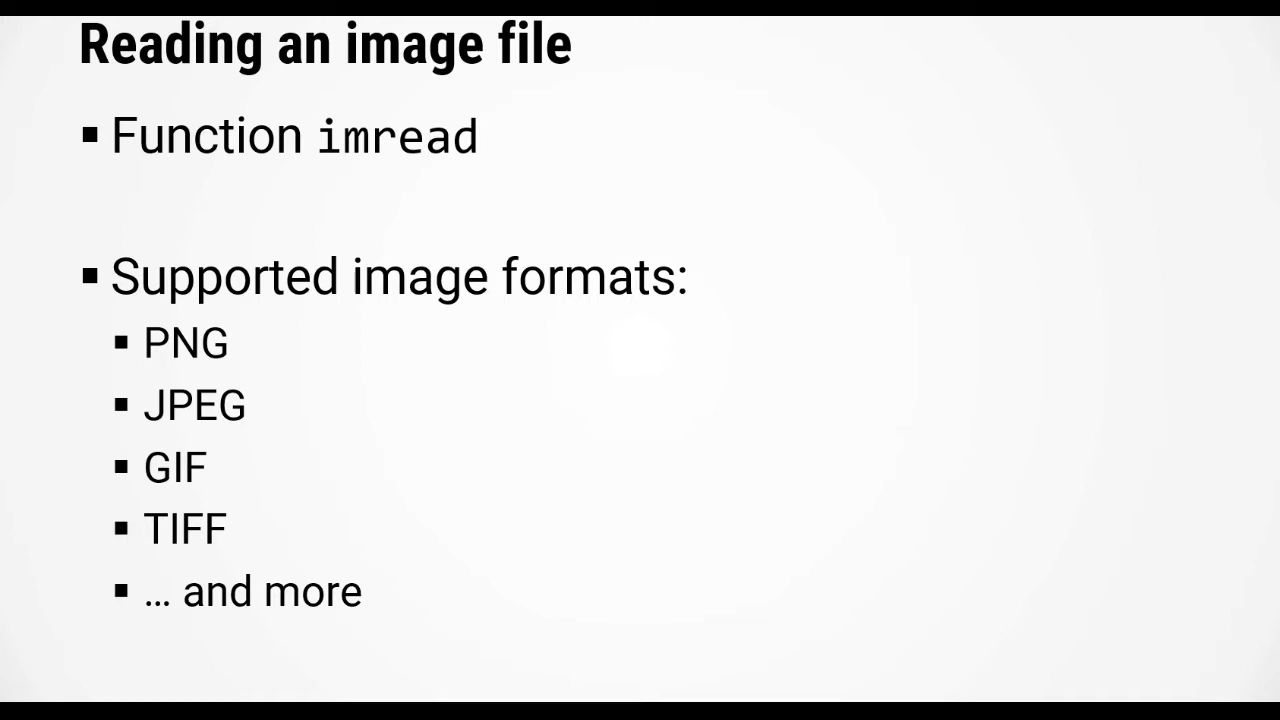 Reading an image file
▪ Function imread
▪ Supported image formats:
▪ PNG
▪ JPEG
▪ GIF
▪ TIFF
▪ … and more